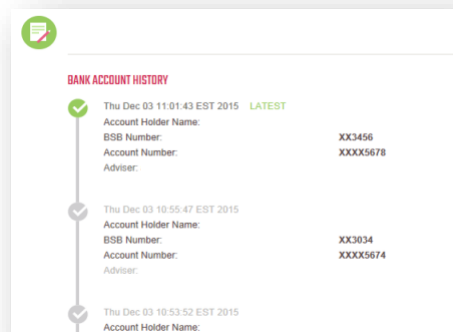 BANK ACCOUNT HISTORY
Thu Dec 03 11:01:43 EST 2015 LATEST
Account Holder Name:
BSB Number: XX3456
Account Number: XXXX5678
Adviser:
Thu Dec 03 10:55:47 EST 2015
Account Holder Name:
BSB Number: XX3034
Account Number: XXXX5674
Adviser:
Thu Dec 03 10:53:52 EST 2015
Account Holder Name: